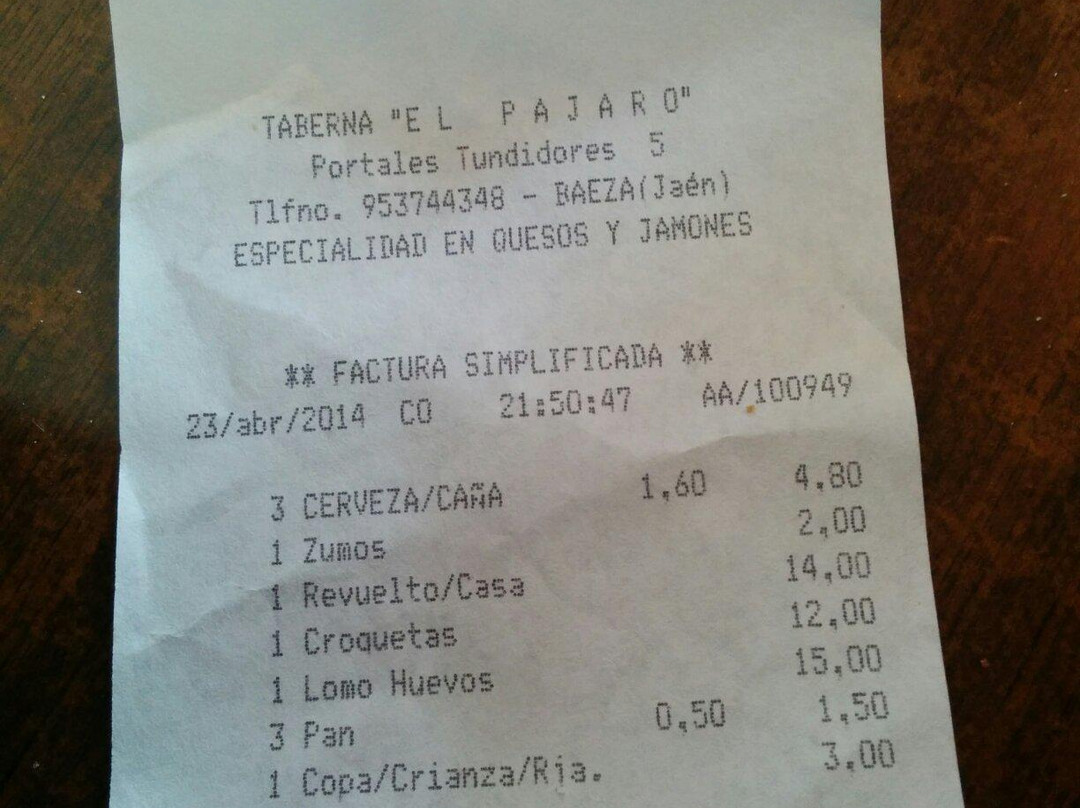 TABERNA "E L P A J A R O"
Portales Tundidores 5
Tlfno. 953744348 - BAEZA(Jaén)
ESPECIALIDAD EN QUESOS Y JAMONES
** FACTURA SIMPLIFICADA **
23/abr/2014 C0 21:50:47 AA/100949
3 CERVEZA/CAÑA 1,60 4,80
1 Zumos 2,00
1 Revuelto/Casa 14,00
1 Croquetas 12,00
1 Lomo Huevos 15,00
3 Pan 0,50 1,50
1 Copa/Crianza/Rja. 3,00